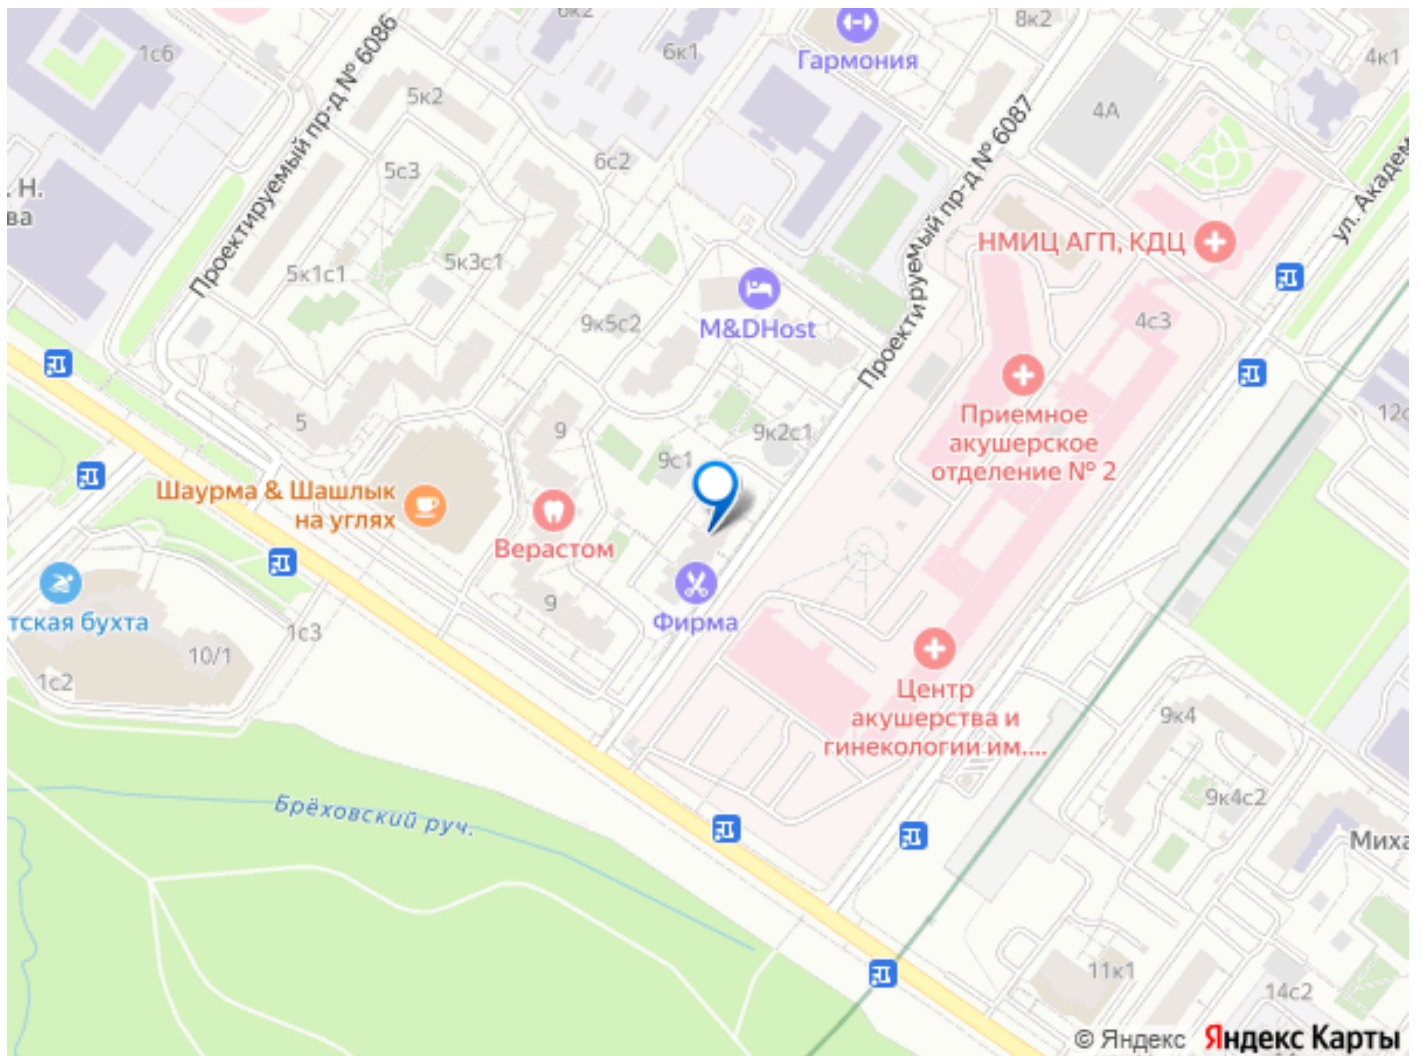 6к2
8к2
1с6
6к1
4к1
Гармония
Проектируемый пр-д № 6086
5к2
4А
Проектируемый пр-д № 6087
6с2
5с3
. Н.
ва
ул. Академ
НМИЦ АГП, КДЦ
5к3с1
5к1с1
9к5с2
M&DHost
4с3
Приемное
акушерское
отделение № 2
12с
5
9
9к2с1
9с1
Шаурма & Шашлык
на углях
Верастом
9
Фирма
тская бухта
1с3
10/1
1с2
Центр
акушерства и
гинекологии им....
9к4
9к4с2
Брёховский руч.
Миха
11к1
14с2
© Яндекс Яндекс Карты